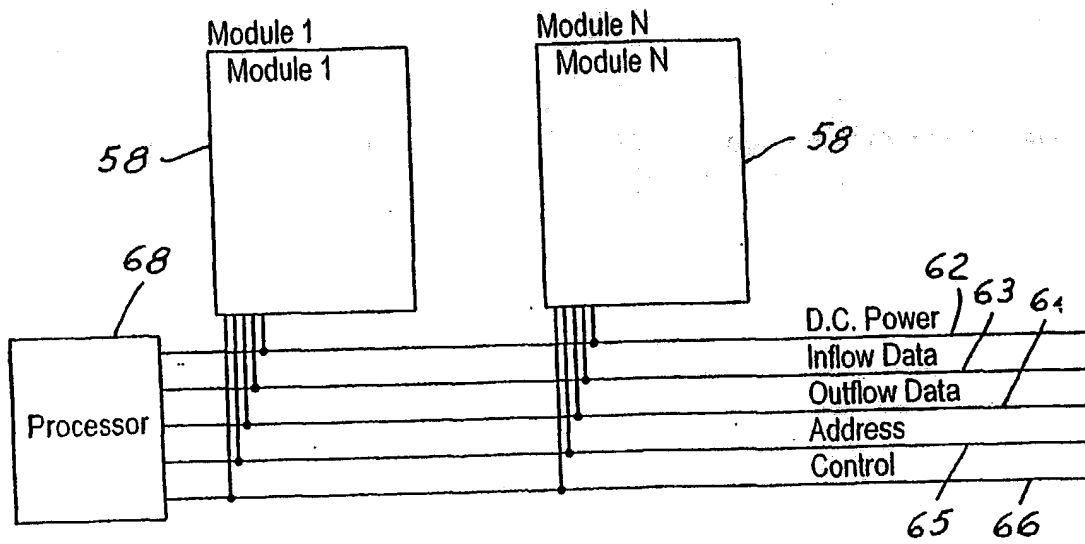 Module 1
Module N
Module 1
Module N
58
58
68
62
63
64
D.C. Power
Inflow Data
Outflow Data
Address
Control
Processor
65
66